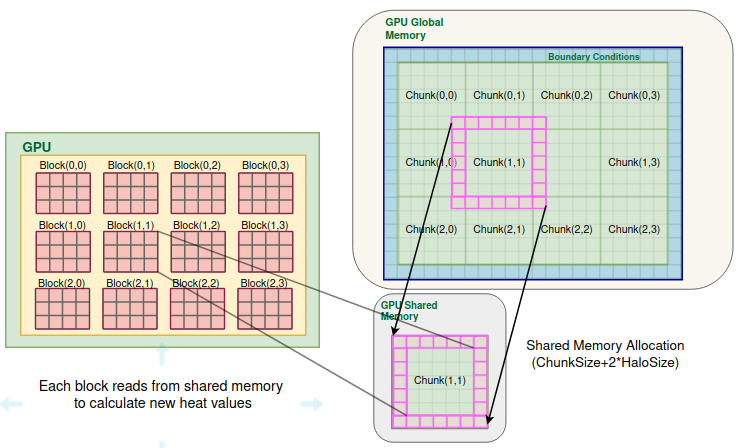 GPU Global
Memory
Boundary Conditions
Chunk(0,0) Chunk(0,1) Chunk(0,2) Chunk(0,3)
Chunk(1,0) Chunk(1,1) Chunk(1,3)
Chunk(2,0) Chunk(2,1) Chunk(2,2) Chunk(2,3)
GPU
Block(0,0) Block(0,1) Block(0,2) Block(0,3)
Block(1,0) Block(1,1) Block(1,2) Block(1,3)
Block(2,0) Block(2,1) Block(2,2) Block(2,3)
GPU Shared
Memory
Chunk(1,1)
Shared Memory Allocation
(ChunkSize+2*HaloSize)
Each block reads from shared memory
to calculate new heat values